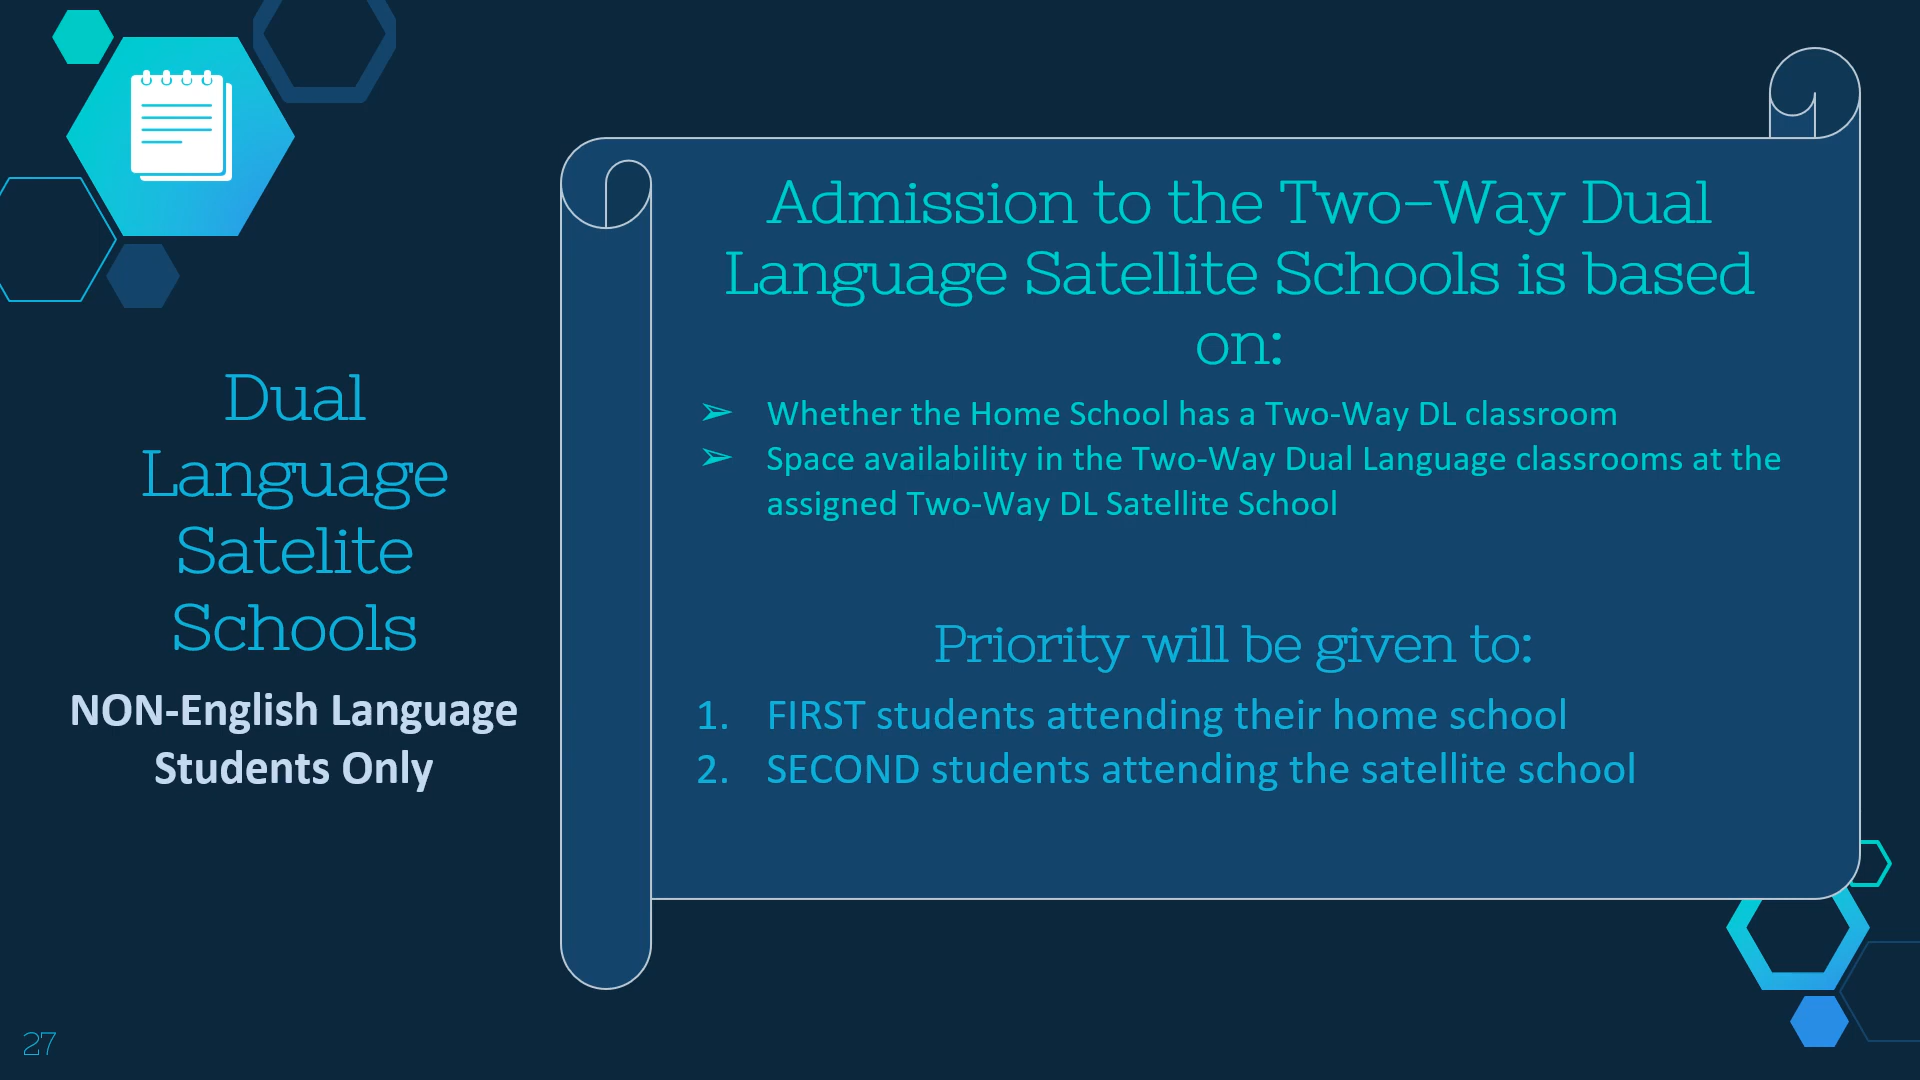 Dual
Language
Satelite
Schools
NON-English Language
Students Only
Admission to the Two-Way Dual
Language Satellite Schools is based
on:
➢ Whether the Home School has a Two-Way DL classroom
➢ Space availability in the Two-Way Dual Language classrooms at the
assigned Two-Way DL Satellite School
Priority will be given to:
1. FIRST students attending their home school
2. SECOND students attending the satellite school
27